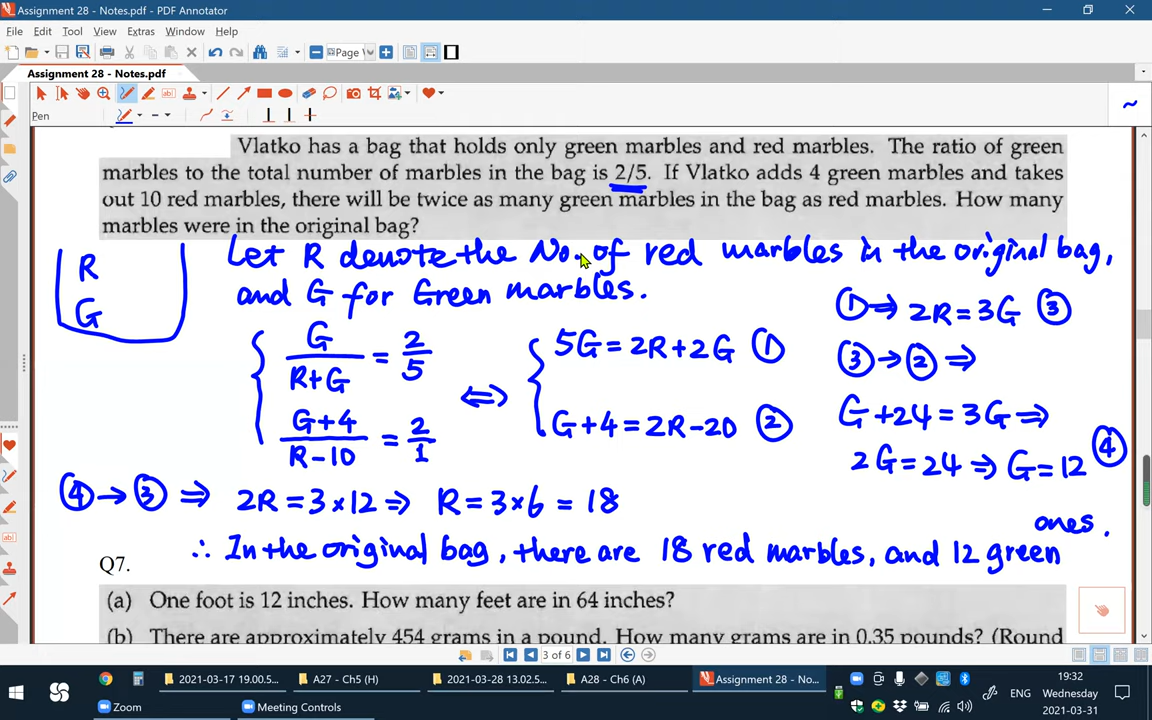 Assignment 28 - Notes.pdf - PDF Annotator
File Edit Tool View Extras Window Help
Page V
Assignment 28 - Notes.pdf ×
Pen
Vlatko has a bag that holds only green marbles and red marbles. The ratio of green
marbles to the total number of marbles in the bag is 2/5. If Vlatko adds 4 green marbles and takes
out 10 red marbles, there will be twice as many green marbles in the bag as red marbles. How many
marbles were in the original bag?
R
G
Let R denote the No. of red marbles in the original bag,
and G for Green marbles.
G/(R+G) = 2/5
(G+4)/(R-10) = 2/1
⇔
5G = 2R+2G ①
G+4 = 2R-20 ②
① ⇒ 2R = 3G ③
③ → ② ⇒
G+24 = 3G ⇒
2G = 24 ⇒ G = 12 ④
④ → ③ ⇒ 2R = 3×12 ⇒ R = 3×6 = 18
∴ In the original bag, there are 18 red marbles, and 12 green
ones.
Q7.
(a) One foot is 12 inches. How many feet are in 64 inches?
(b) There are approximately 454 grams in a pound. How many grams are in 0.35 pounds? (Round
3 of 6
2021-03-17 19.00.5... A27 - Ch5 (H) 2021-03-28 13.02.5... A28 - Ch6 (A) Assignment 28 - No...
Zoom Meeting Controls
ENG
19:32
Wednesday
2021-03-31